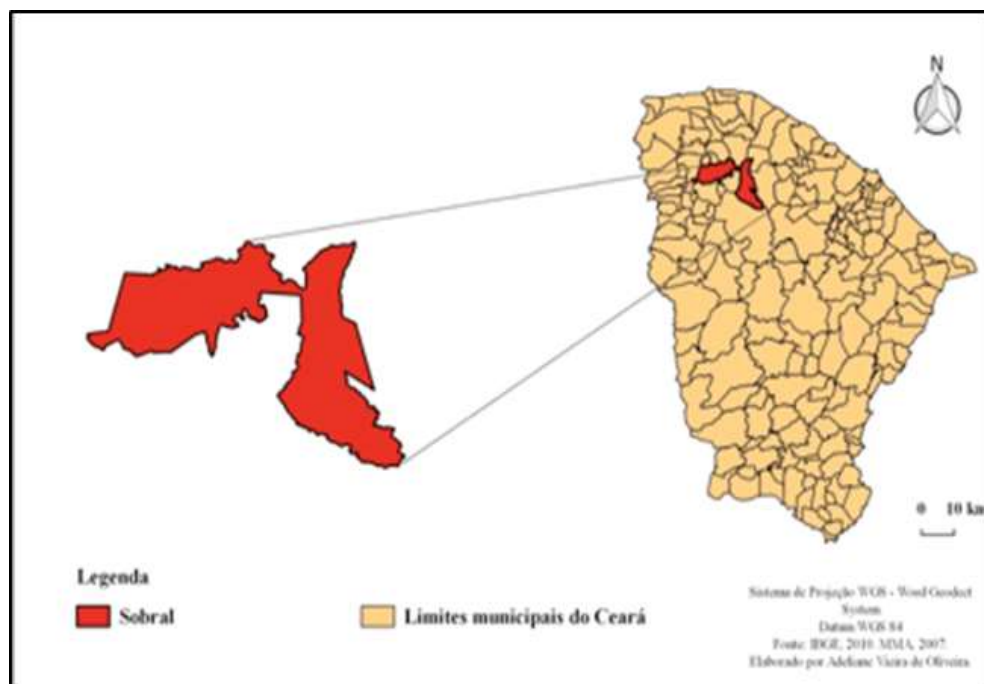 N
0 10 km
Legenda
Sobral
Limites municipais do Ceará
Sistema de Projeção WGS - Word Geodect
System
Datum WGS 84
Fonte: IBGE, 2010. MMA, 2007.
Elaborado por Adeliane Vieira de Oliveira.